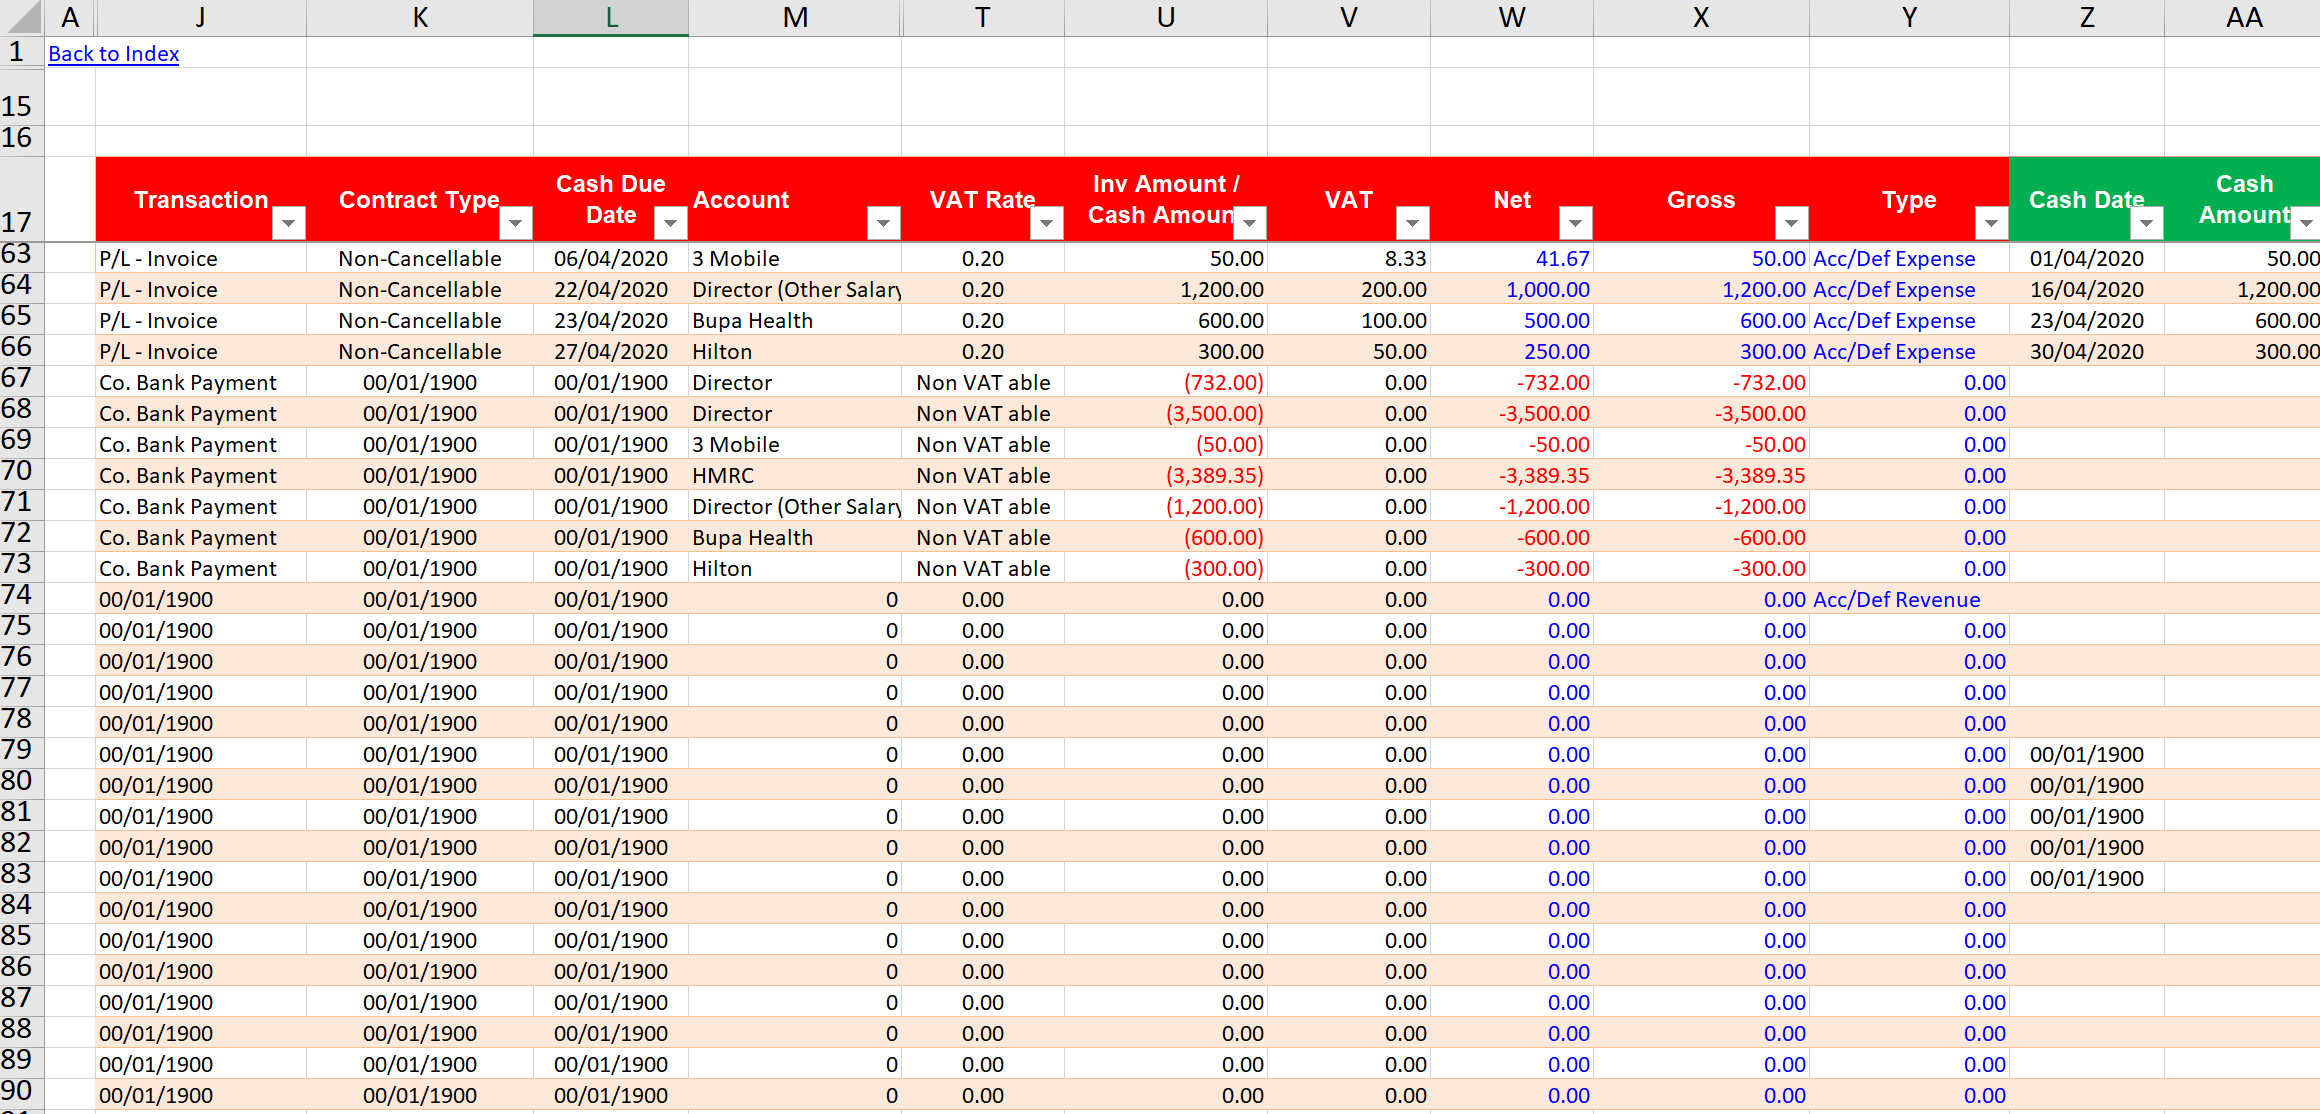 A J K L M T U V W X Y Z AA
1 Back to Index
15
16
17 Transaction Contract Type Cash Due Date Account VAT Rate Inv Amount / Cash Amoun VAT Net Gross Type Cash Date Cash Amount
63 P/L - Invoice Non-Cancellable 06/04/2020 3 Mobile 0.20 50.00 8.33 41.67 50.00 Acc/Def Expense 01/04/2020 50.00
64 P/L - Invoice Non-Cancellable 22/04/2020 Director (Other Salary 0.20 1,200.00 200.00 1,000.00 1,200.00 Acc/Def Expense 16/04/2020 1,200.00
65 P/L - Invoice Non-Cancellable 23/04/2020 Bupa Health 0.20 600.00 100.00 500.00 600.00 Acc/Def Expense 23/04/2020 600.00
66 P/L - Invoice Non-Cancellable 27/04/2020 Hilton 0.20 300.00 50.00 250.00 300.00 Acc/Def Expense 30/04/2020 300.00
67 Co. Bank Payment 00/01/1900 00/01/1900 Director Non VAT able (732.00) 0.00 -732.00 -732.00 0.00
68 Co. Bank Payment 00/01/1900 00/01/1900 Director Non VAT able (3,500.00) 0.00 -3,500.00 -3,500.00 0.00
69 Co. Bank Payment 00/01/1900 00/01/1900 3 Mobile Non VAT able (50.00) 0.00 -50.00 -50.00 0.00
70 Co. Bank Payment 00/01/1900 00/01/1900 HMRC Non VAT able (3,389.35) 0.00 -3,389.35 -3,389.35 0.00
71 Co. Bank Payment 00/01/1900 00/01/1900 Director (Other Salary Non VAT able (1,200.00) 0.00 -1,200.00 -1,200.00 0.00
72 Co. Bank Payment 00/01/1900 00/01/1900 Bupa Health Non VAT able (600.00) 0.00 -600.00 -600.00 0.00
73 Co. Bank Payment 00/01/1900 00/01/1900 Hilton Non VAT able (300.00) 0.00 -300.00 -300.00 0.00
74 00/01/1900 00/01/1900 00/01/1900 0 0.00 0.00 0.00 0.00 0.00 Acc/Def Revenue
75 00/01/1900 00/01/1900 00/01/1900 0 0.00 0.00 0.00 0.00 0.00 0.00
76 00/01/1900 00/01/1900 00/01/1900 0 0.00 0.00 0.00 0.00 0.00 0.00
77 00/01/1900 00/01/1900 00/01/1900 0 0.00 0.00 0.00 0.00 0.00 0.00
78 00/01/1900 00/01/1900 00/01/1900 0 0.00 0.00 0.00 0.00 0.00 0.00
79 00/01/1900 00/01/1900 00/01/1900 0 0.00 0.00 0.00 0.00 0.00 0.00 00/01/1900
80 00/01/1900 00/01/1900 00/01/1900 0 0.00 0.00 0.00 0.00 0.00 0.00 00/01/1900
81 00/01/1900 00/01/1900 00/01/1900 0 0.00 0.00 0.00 0.00 0.00 0.00 00/01/1900
82 00/01/1900 00/01/1900 00/01/1900 0 0.00 0.00 0.00 0.00 0.00 0.00 00/01/1900
83 00/01/1900 00/01/1900 00/01/1900 0 0.00 0.00 0.00 0.00 0.00 0.00 00/01/1900
84 00/01/1900 00/01/1900 00/01/1900 0 0.00 0.00 0.00 0.00 0.00 0.00
85 00/01/1900 00/01/1900 00/01/1900 0 0.00 0.00 0.00 0.00 0.00 0.00
86 00/01/1900 00/01/1900 00/01/1900 0 0.00 0.00 0.00 0.00 0.00 0.00
87 00/01/1900 00/01/1900 00/01/1900 0 0.00 0.00 0.00 0.00 0.00 0.00
88 00/01/1900 00/01/1900 00/01/1900 0 0.00 0.00 0.00 0.00 0.00 0.00
89 00/01/1900 00/01/1900 00/01/1900 0 0.00 0.00 0.00 0.00 0.00 0.00
90 00/01/1900 00/01/1900 00/01/1900 0 0.00 0.00 0.00 0.00 0.00 0.00